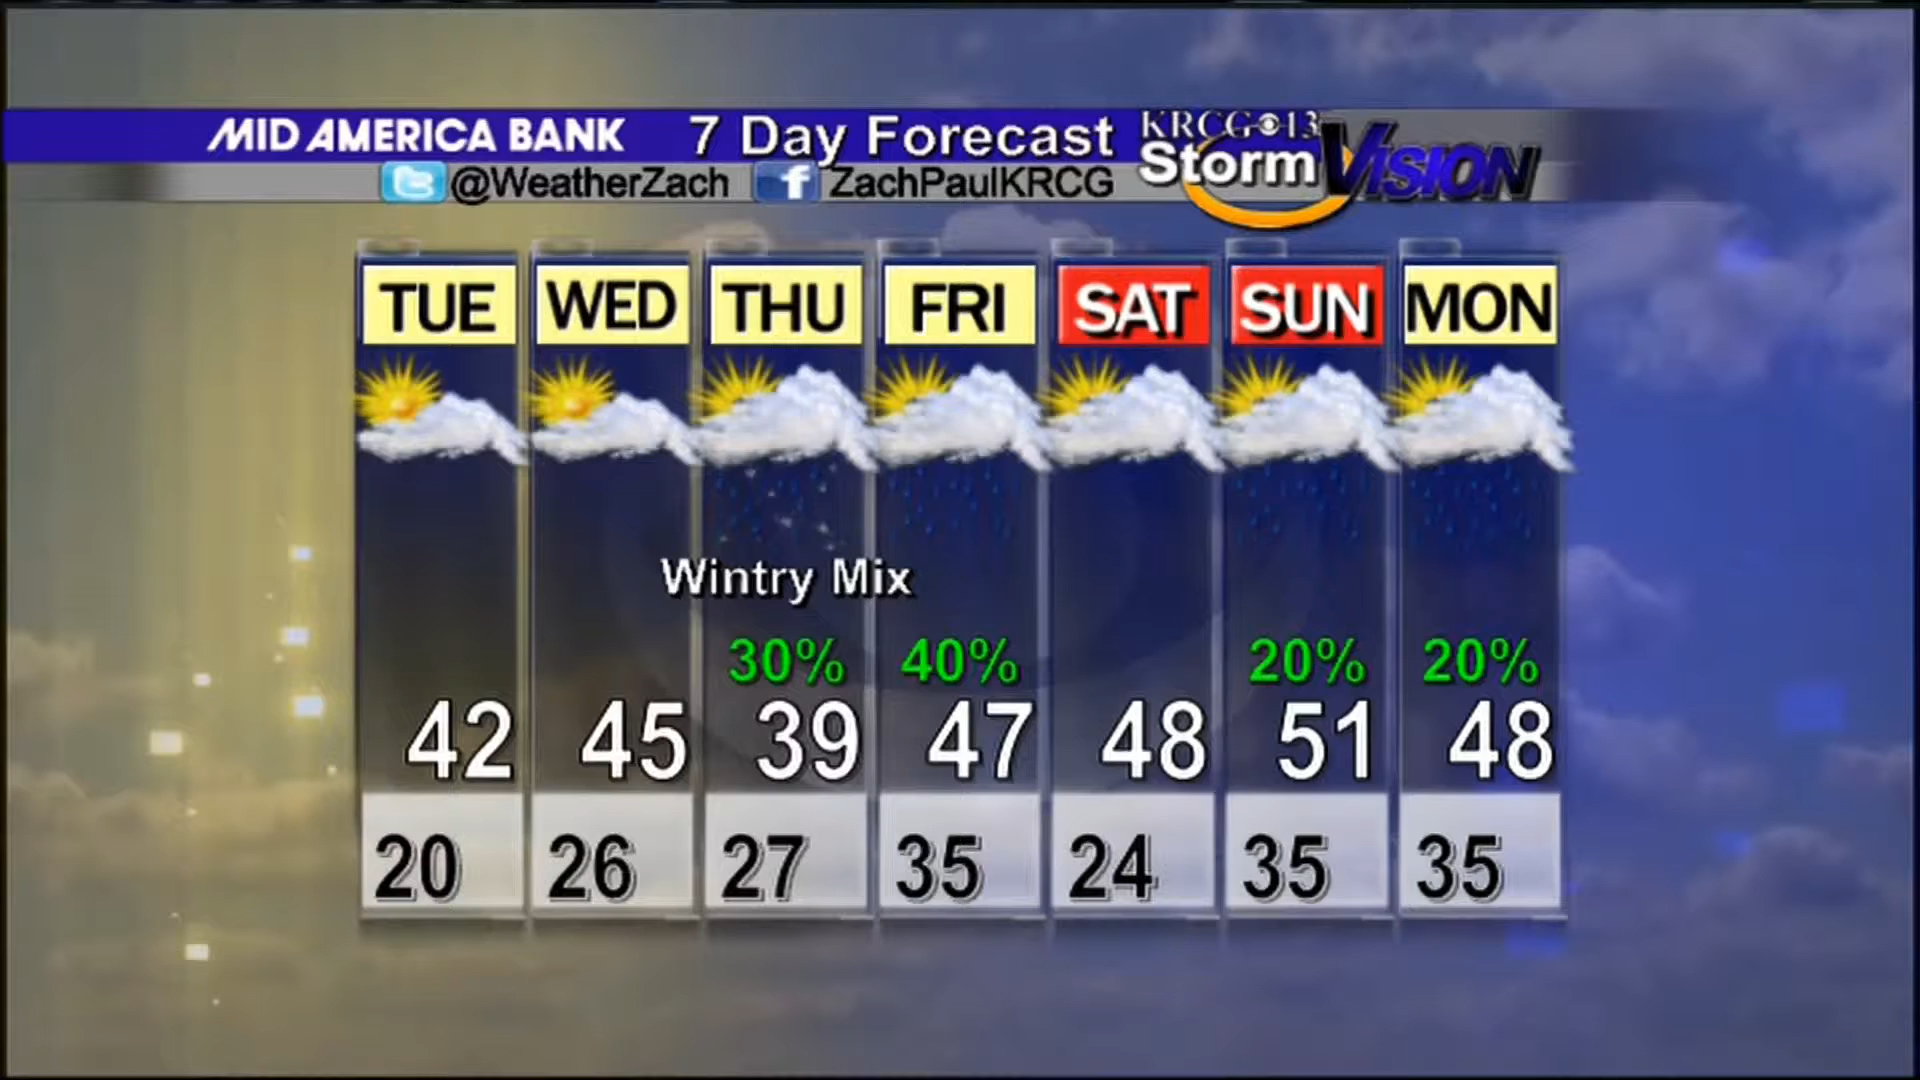 MID AMERICA BANK 7 Day Forecast KRCG 13
@WeatherZach f ZachPaulKRCG Storm VISION
TUE WED THU FRI SAT SUN MON
Wintry Mix
30% 40% 20% 20%
42 45 39 47 48 51 48
20 26 27 35 24 35 35